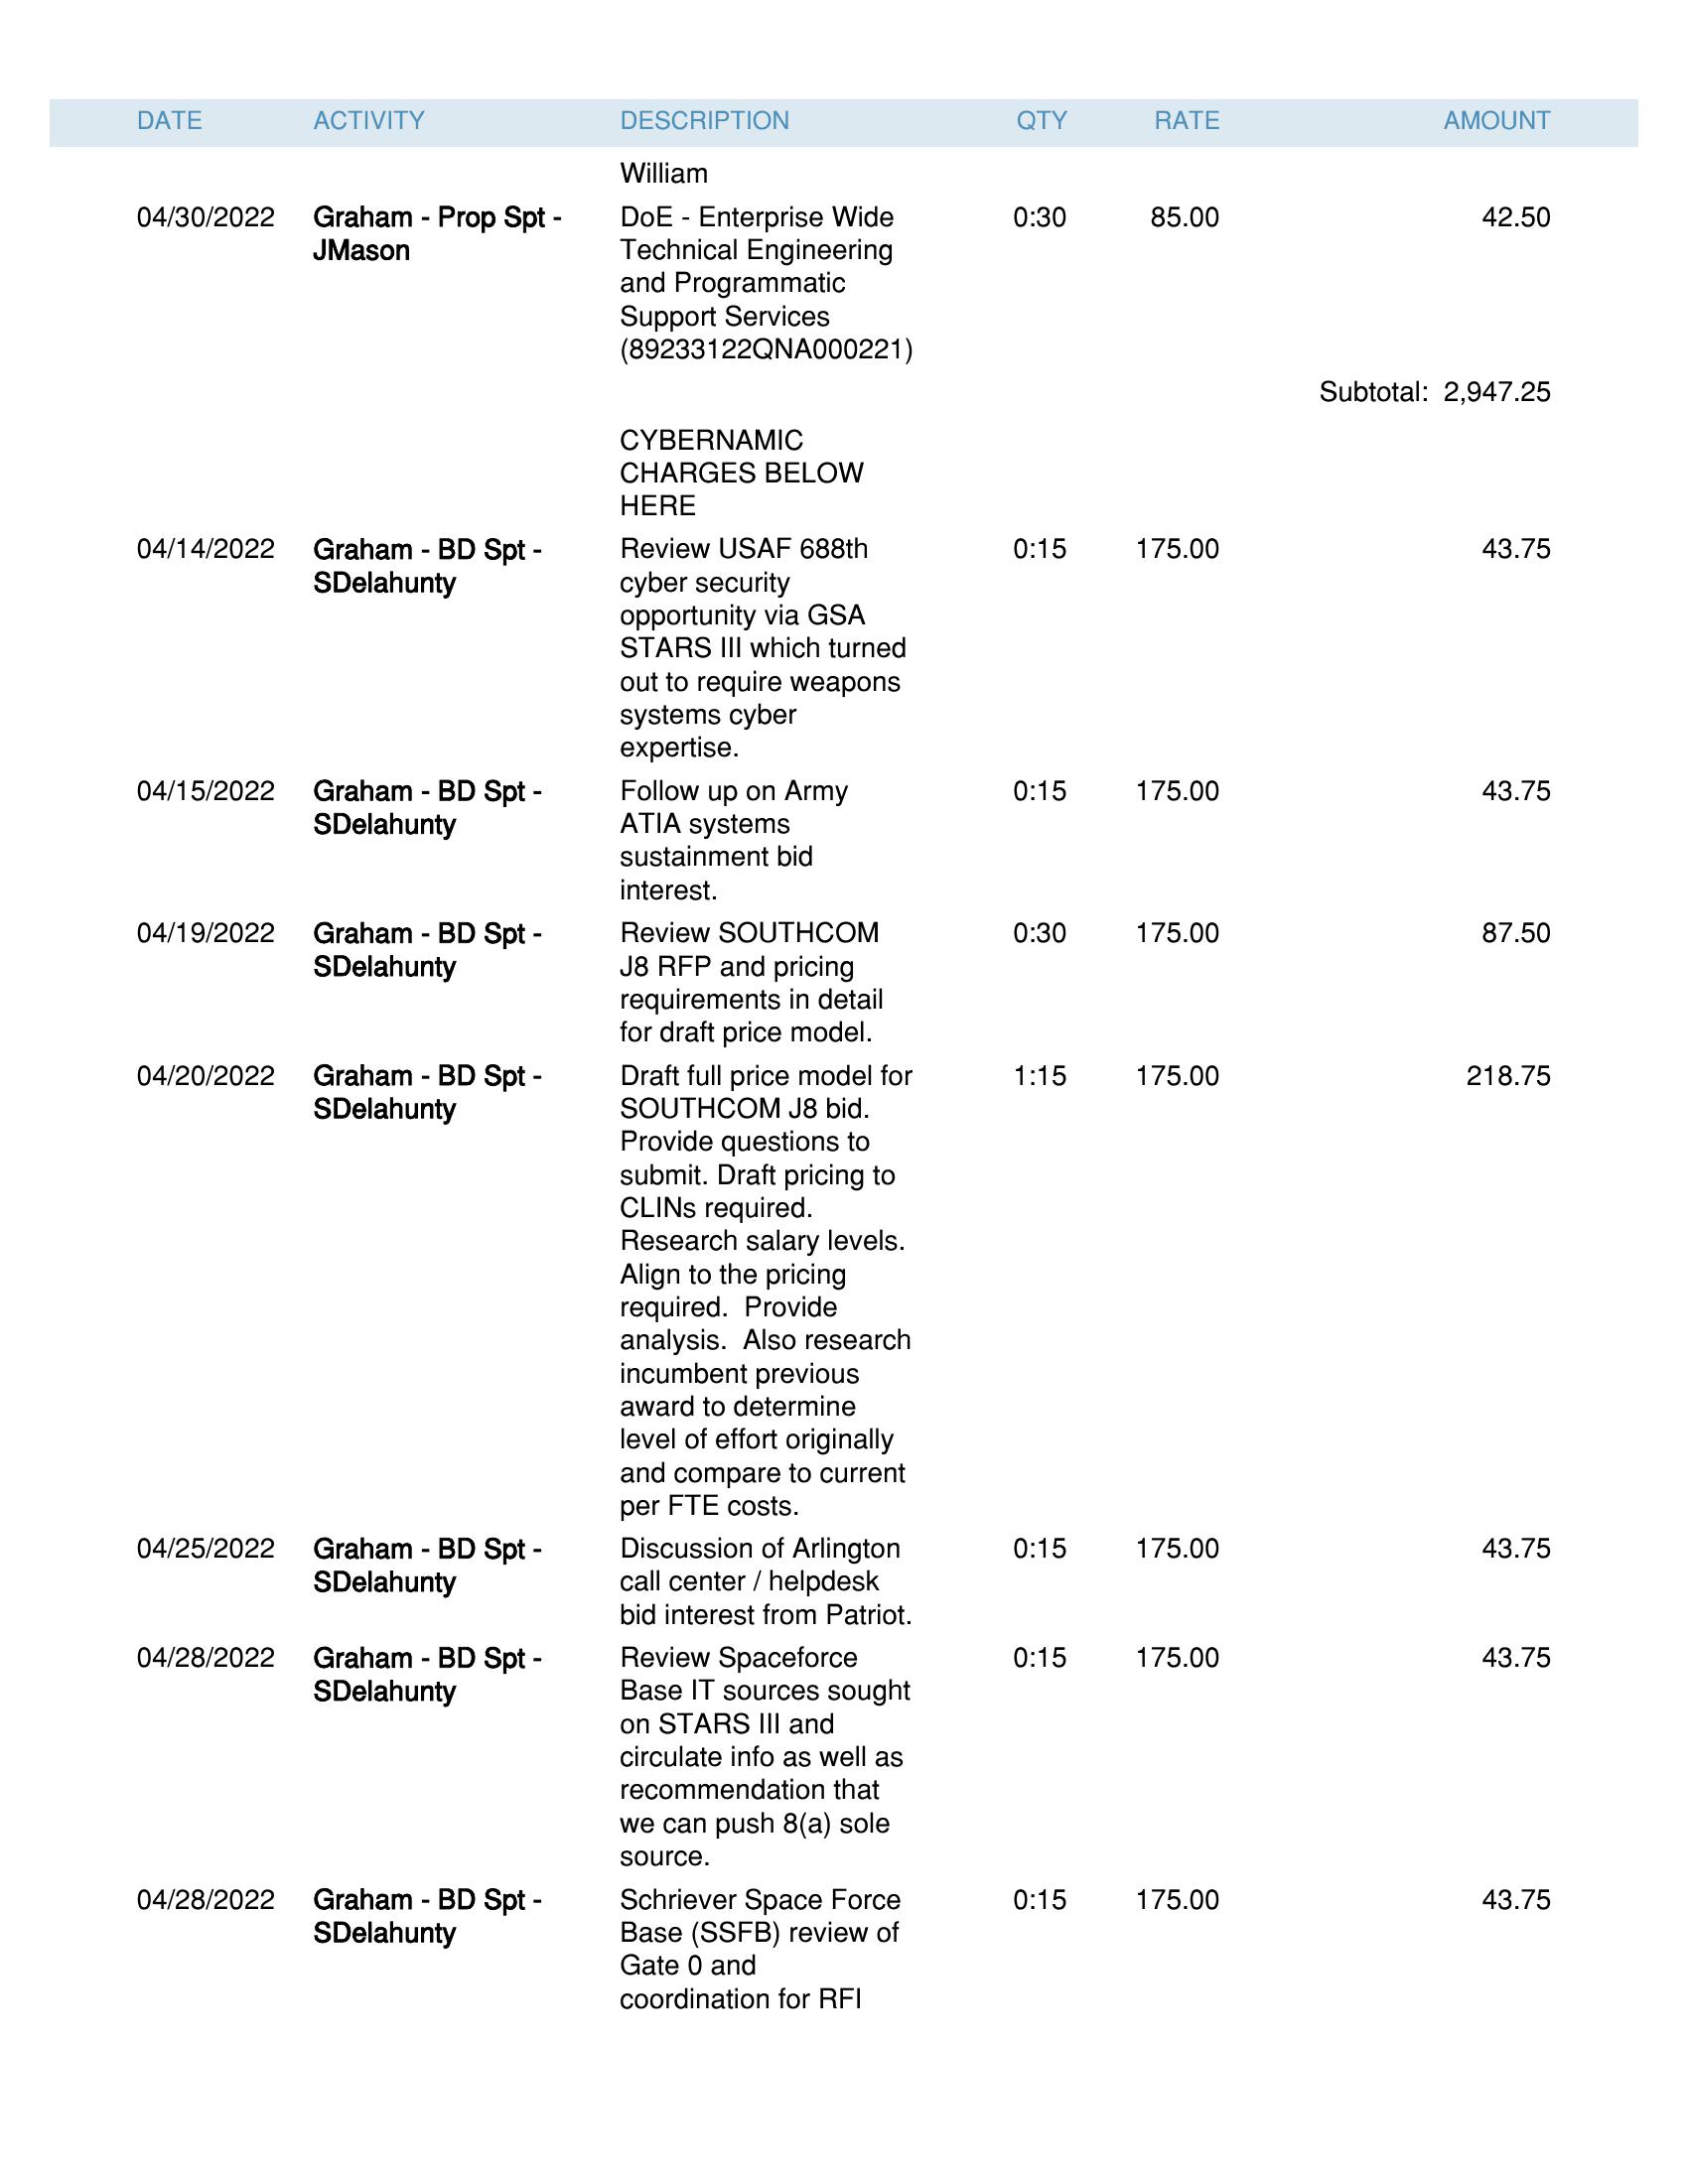 DATE ACTIVITY DESCRIPTION QTY RATE AMOUNT
William
04/30/2022 Graham - Prop Spt - DoE - Enterprise Wide 0:30 85.00 42.50
JMason Technical Engineering
and Programmatic
Support Services
(89233122QNA000221)
Subtotal: 2,947.25
CYBERNAMIC
CHARGES BELOW
HERE
04/14/2022 Graham - BD Spt - Review USAF 688th 0:15 175.00 43.75
SDelahunty cyber security
opportunity via GSA
STARS III which turned
out to require weapons
systems cyber
expertise.
04/15/2022 Graham - BD Spt - Follow up on Army 0:15 175.00 43.75
SDelahunty ATIA systems
sustainment bid
interest.
04/19/2022 Graham - BD Spt - Review SOUTHCOM 0:30 175.00 87.50
SDelahunty J8 RFP and pricing
requirements in detail
for draft price model.
04/20/2022 Graham - BD Spt - Draft full price model for 1:15 175.00 218.75
SDelahunty SOUTHCOM J8 bid.
Provide questions to
submit. Draft pricing to
CLINs required.
Research salary levels.
Align to the pricing
required.  Provide
analysis.  Also research
incumbent previous
award to determine
level of effort originally
and compare to current
per FTE costs.
04/25/2022 Graham - BD Spt - Discussion of Arlington 0:15 175.00 43.75
SDelahunty call center / helpdesk
bid interest from Patriot.
04/28/2022 Graham - BD Spt - Review Spaceforce 0:15 175.00 43.75
SDelahunty Base IT sources sought
on STARS III and
circulate info as well as
recommendation that
we can push 8(a) sole
source.
04/28/2022 Graham - BD Spt - Schriever Space Force 0:15 175.00 43.75
SDelahunty Base (SSFB) review of
Gate 0 and
coordination for RFI